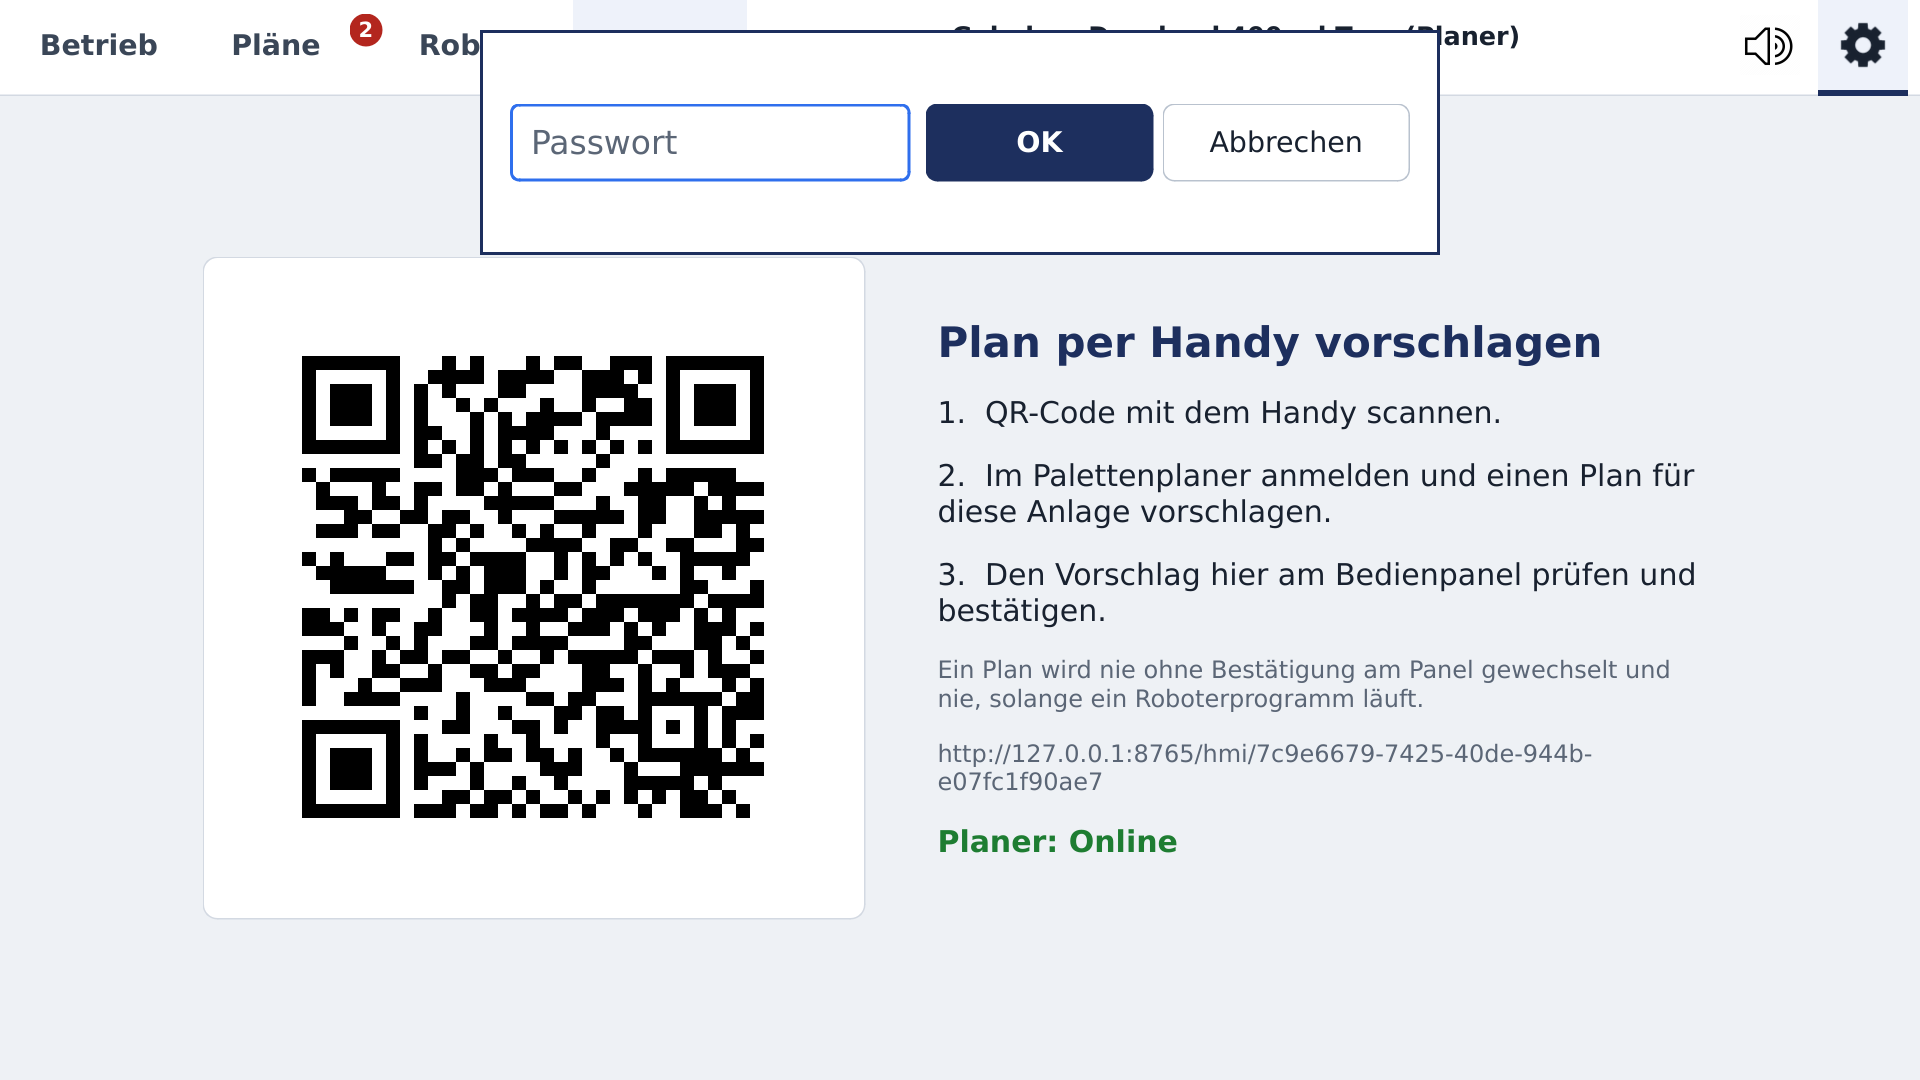 Betrieb
Pläne
2
Rob
Planer)
Passwort
OK
Abbrechen
Plan per Handy vorschlagen
1. QR-Code mit dem Handy scannen.
2. Im Palettenplaner anmelden und einen Plan für
diese Anlage vorschlagen.
3. Den Vorschlag hier am Bedienpanel prüfen und
bestätigen.
Ein Plan wird nie ohne Bestätigung am Panel gewechselt und
nie, solange ein Roboterprogramm läuft.
http://127.0.0.1:8765/hmi/7c9e6679-7425-40de-944b-
e07fc1f90ae7
Planer: Online